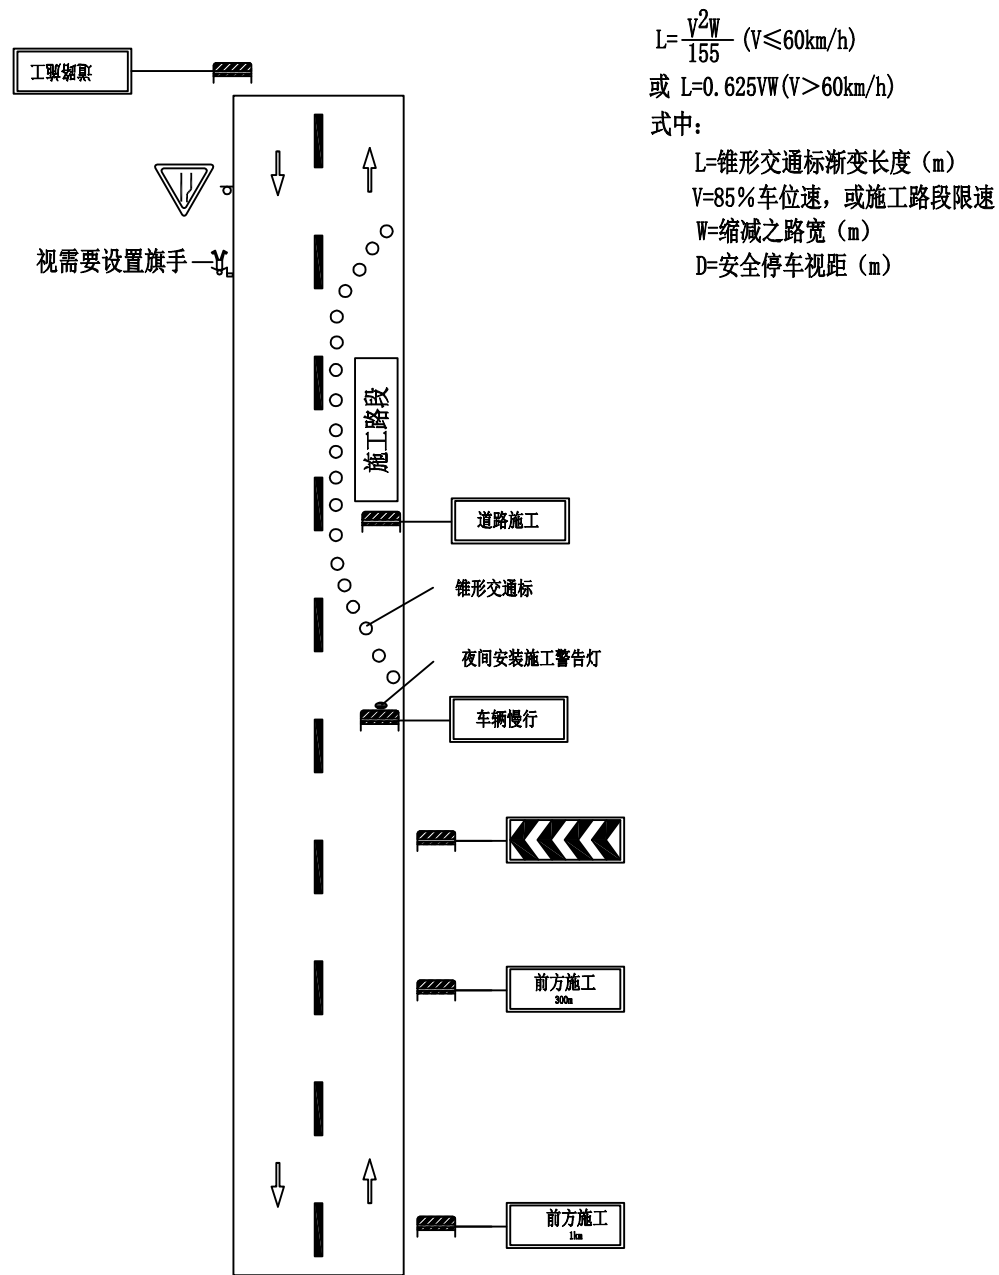 L=V²W/155 (V≤60km/h)
或 L=0.625VW(V＞60km/h)
式中：
L=锥形交通标渐变长度（m）
V=85%车位速，或施工路段限速
W=缩减之路宽（m）
D=安全停车视距（m）
道路施工
视需要设置旗手
施工路段
道路施工
锥形交通标
夜间安装施工警告灯
车辆慢行
前方施工
300m
前方施工
1km